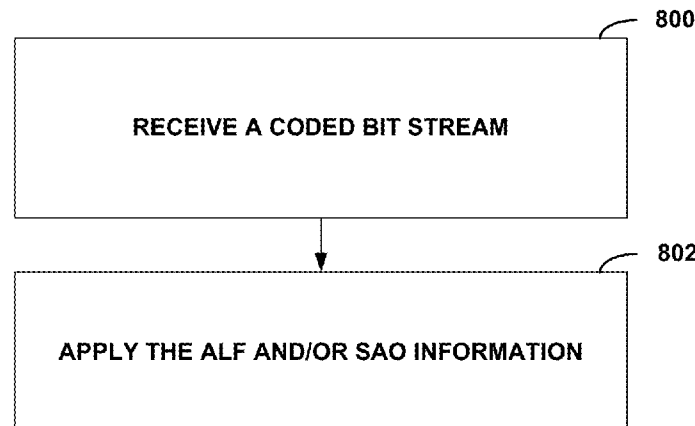 800
RECEIVE A CODED BIT STREAM
802
APPLY THE ALF AND/OR SAO INFORMATION